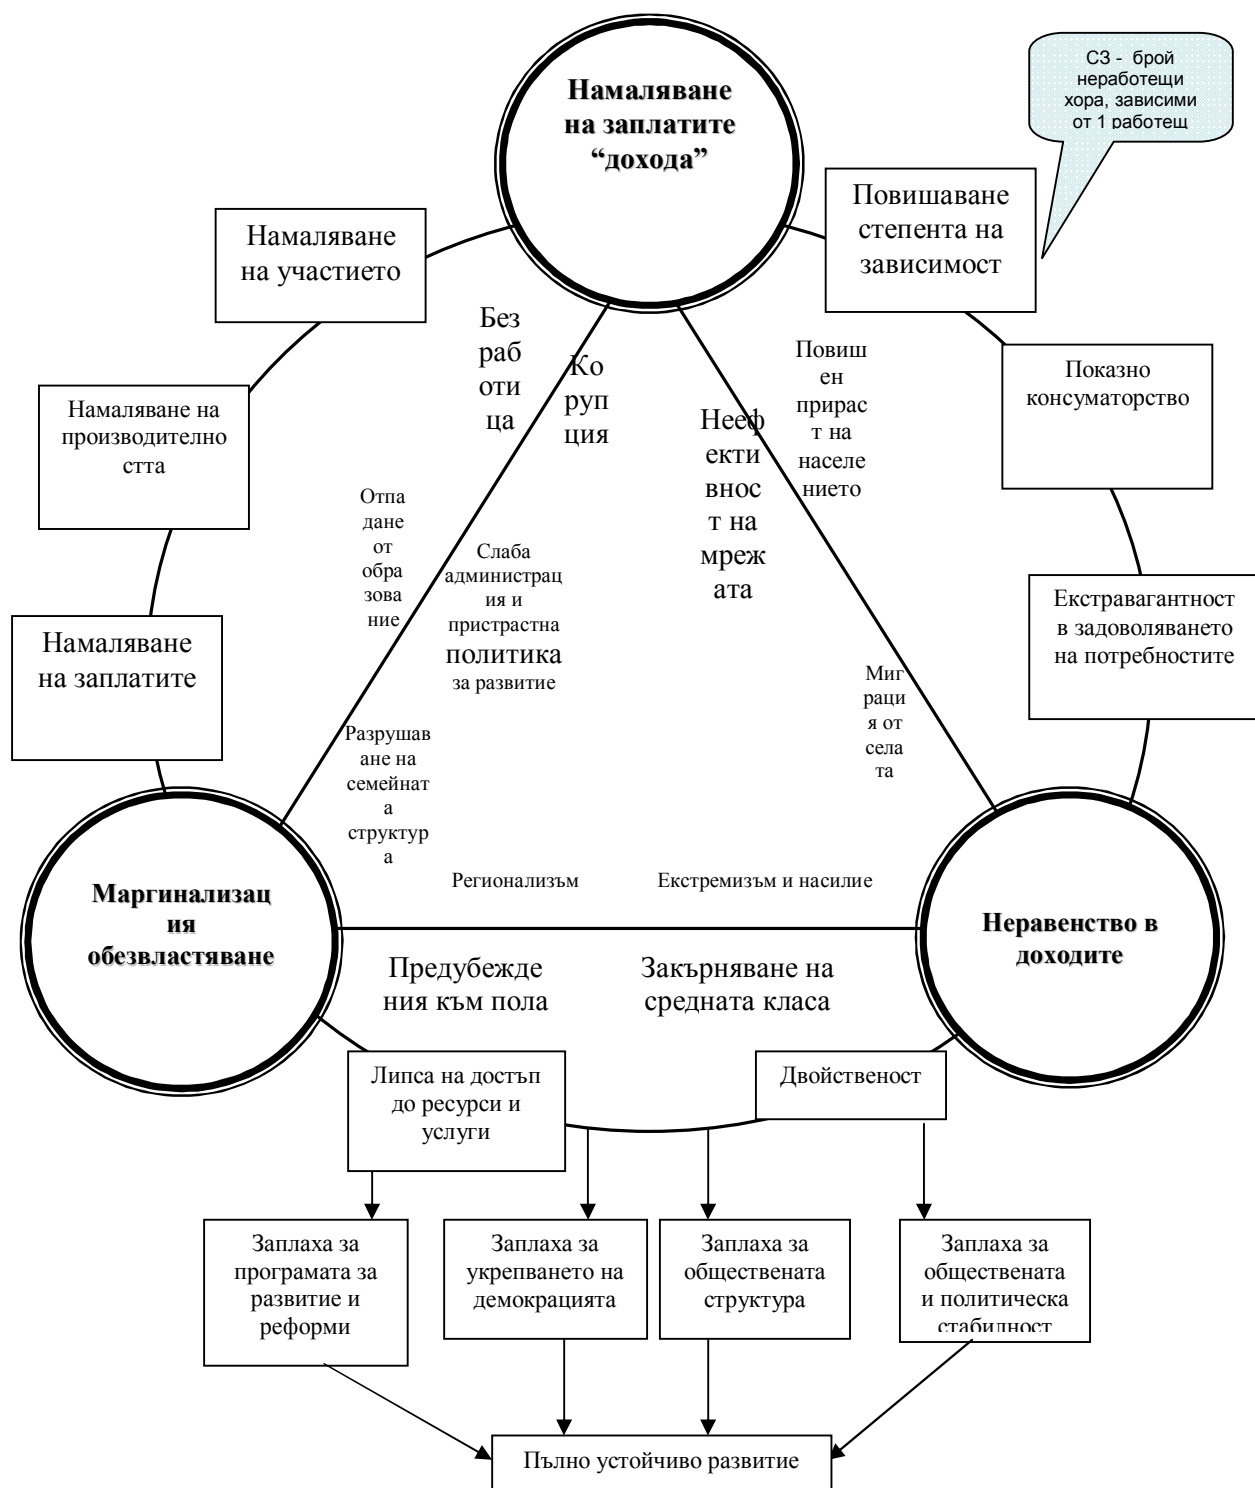 СЗ - брой
неработещи
хора, зависими
от 1 работещ
Намаляване
на заплатите
“дохода”
Повишаване
степента на
зависимост
Намаляване
на участието
Без
раб
оти
ца
Ко
руп
ция
Повиш
ен
прирас
т на
населе
нието
Показно
консуматорство
Намаляване на
производително
стта
Нееф
екти
внос
т на
мреж
ата
Отпа
дане
от
обра
зова
ние
Слаба
администрац
ия и
пристрастна
политика
за развитие
Екстравагантност
в задоволяването
на потребностите
Намаляване
на заплатите
Миг
раци
я от
села
та
Разрушав
ане на
семейнат
а
структур
а
Регионализъм
Екстремизъм и насилие
Маргинализац
ия
обезвластяване
Неравенство в
доходите
Предубежде
ния към пола
Закърняване на
средната класа
Липса на достъп
до ресурси и
услуги
Двойственост
Заплаха за
програмата за
развитие и
реформи
Заплаха за
укрепването на
демокрацията
Заплаха за
обществената
структура
Заплаха за
обществената
и политическа
стабилност
Пълно устойчиво развитие